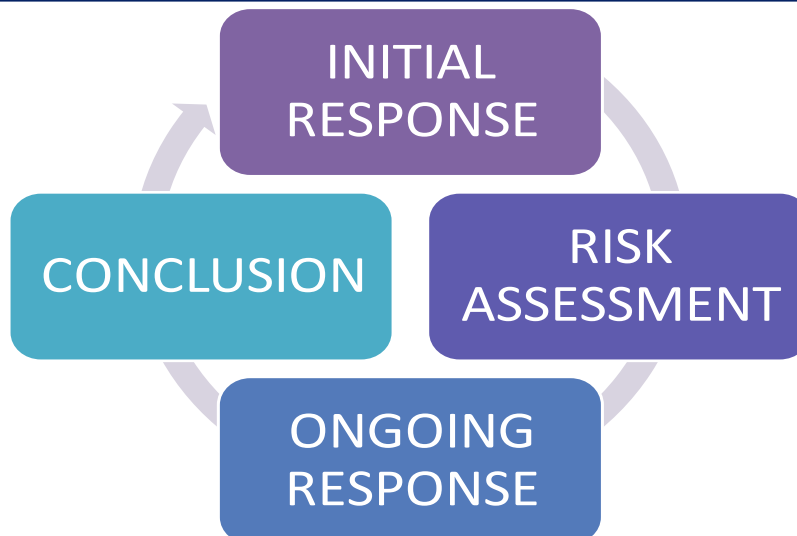 INITIAL
RESPONSE
RISK
ASSESSMENT
ONGOING
RESPONSE
CONCLUSION